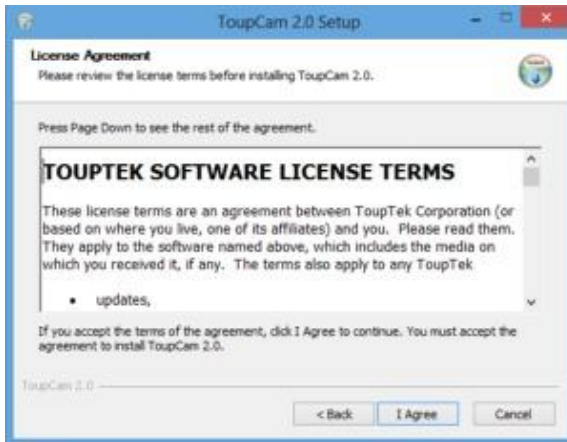 ToupCam 2.0 Setup
License Agreement
Please review the license terms before installing ToupCam 2.0.
Press Page Down to see the rest of the agreement.
TOUPTEK SOFTWARE LICENSE TERMS
These license terms are an agreement between ToupTek Corporation (or
based on where you live, one of its affiliates) and you. Please read them.
They apply to the software named above, which includes the media on
which you received it, if any. The terms also apply to any ToupTek
• updates,
If you accept the terms of the agreement, click I Agree to continue. You must accept the
agreement to install ToupCam 2.0.
ToupCam 2.0
< Back I Agree Cancel